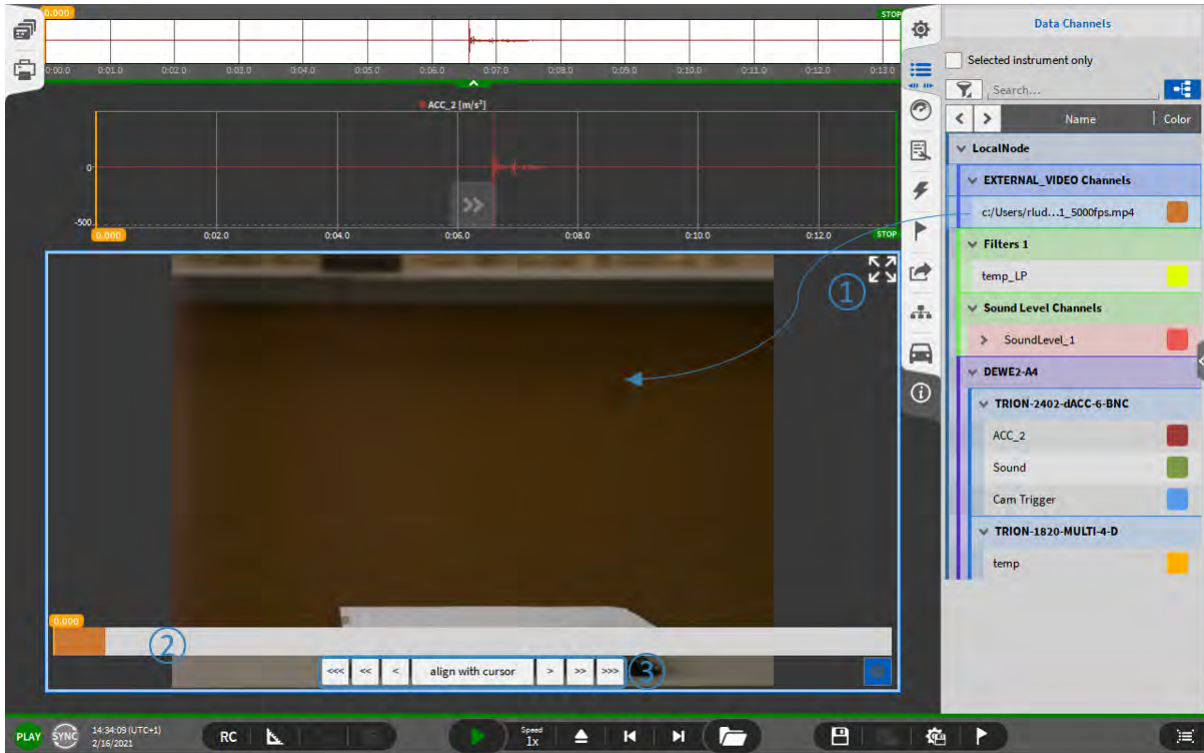 0.000
STOP
0:00.0 0:01.0 0:02.0 0:03.0 0:04.0 0:05.0 0:06.0 0:07.0 0:08.0 0:09.0 0:10.0 0:11.0 0:12.0 0:13.0
ACC_2 [m/s²]
0
-500
0.000 0:02.0 0:04.0 0:06.0 0:08.0 0:10.0 0:12.0 STOP
>>
1
0.000
2
<<< << < align with cursor > >> >>>
3
Data Channels
Selected instrument only
Search...
< > Name Color
LocalNode
EXTERNAL_VIDEO Channels
c:/Users/rlud...1_5000fps.mp4
Filters 1
temp_LP
Sound Level Channels
> SoundLevel_1
DEWE2-A4
TRION-2402-dACC-6-BNC
ACC_2
Sound
Cam Trigger
TRION-1820-MULTI-4-D
temp
PLAY
SYNC
14:34:09 (UTC+1)
2/16/2021
RC
Speed
1x